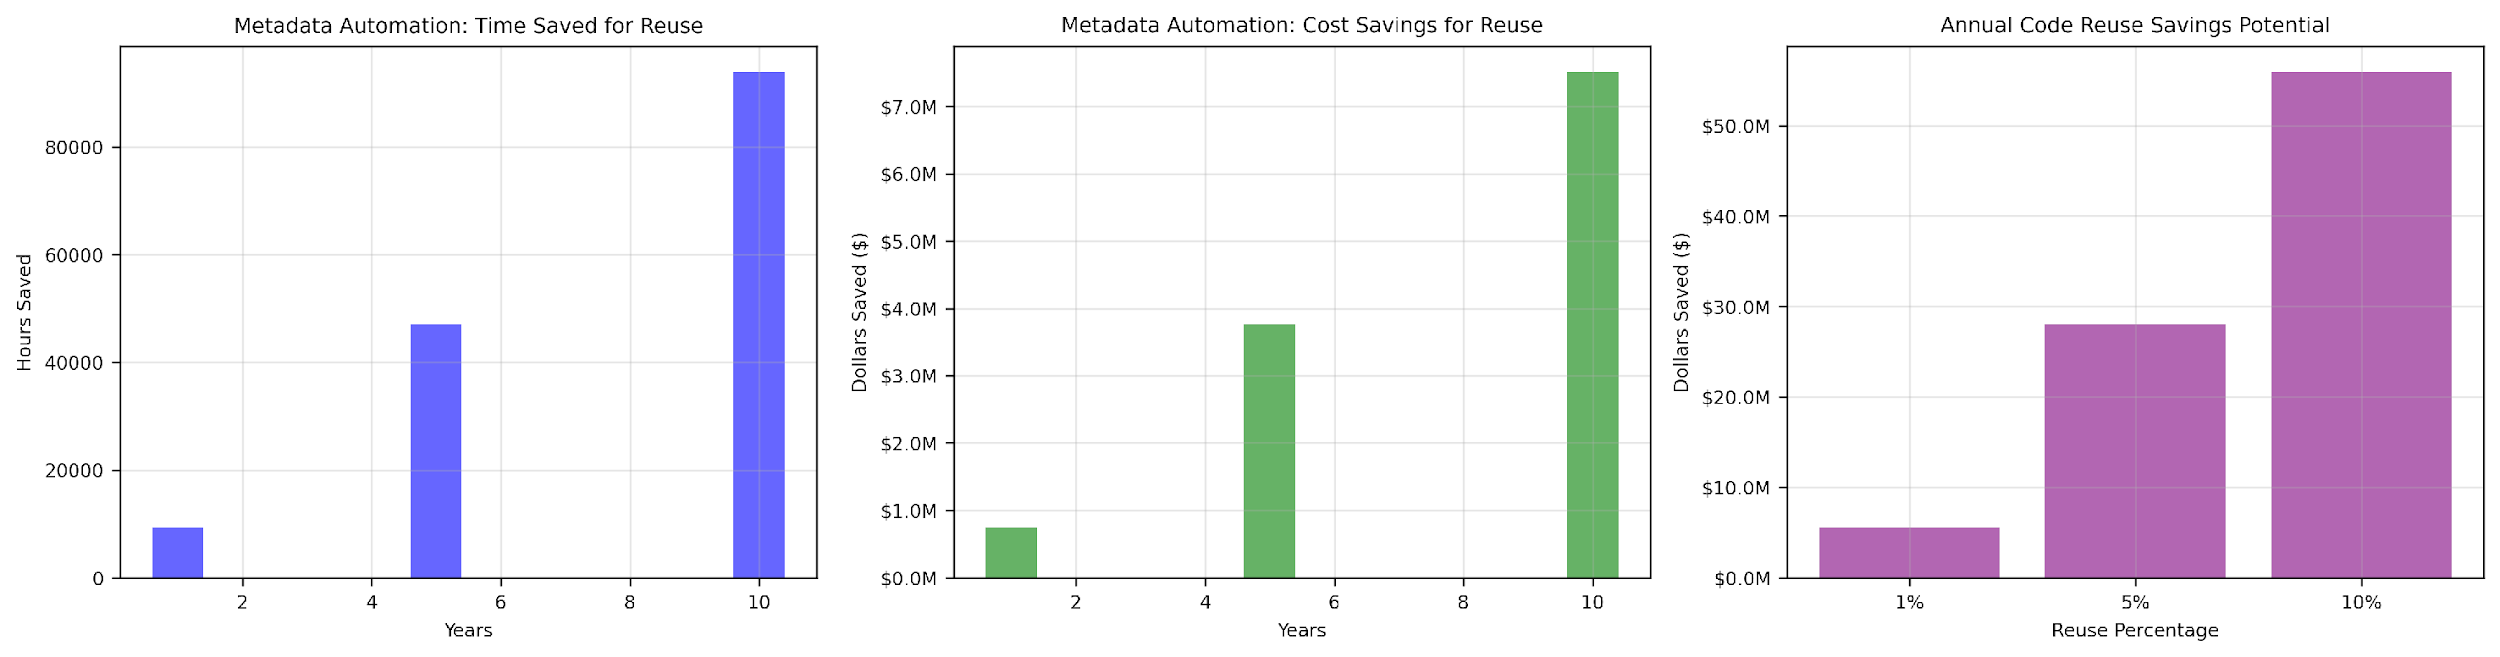 Metadata Automation: Time Saved for Reuse
Hours Saved
80000
60000
40000
20000
0
2 4 6 8 10
Years
Metadata Automation: Cost Savings for Reuse
Dollars Saved ($)
$7.0M
$6.0M
$5.0M
$4.0M
$3.0M
$2.0M
$1.0M
$0.0M
2 4 6 8 10
Years
Annual Code Reuse Savings Potential
Dollars Saved ($)
$50.0M
$40.0M
$30.0M
$20.0M
$10.0M
$0.0M
1% 5% 10%
Reuse Percentage